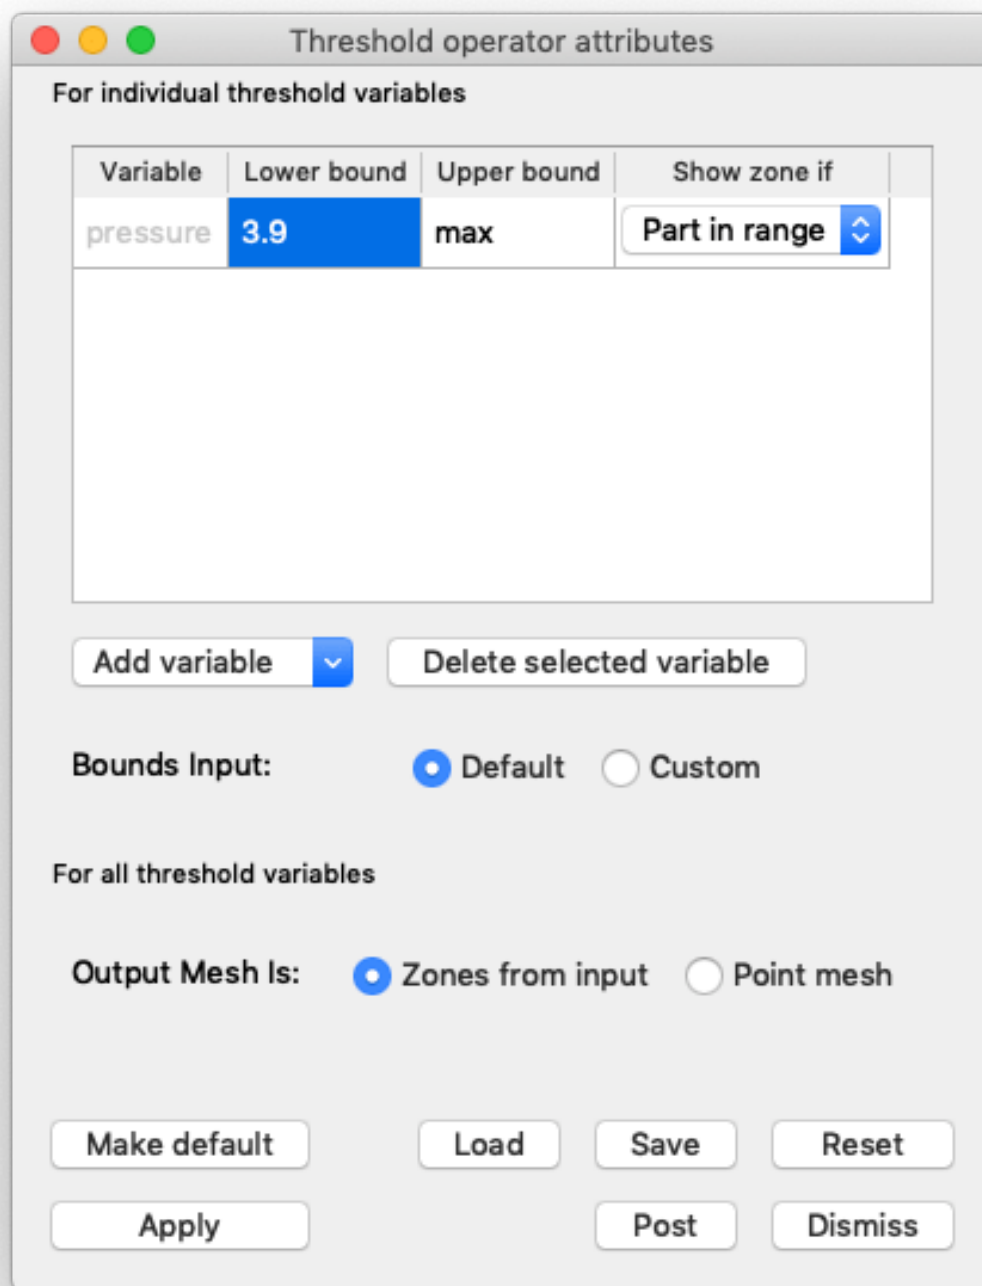 Threshold operator attributes
For individual threshold variables
Variable Lower bound Upper bound Show zone if
pressure 3.9 max Part in range
Add variable Delete selected variable
Bounds Input: Default Custom
For all threshold variables
Output Mesh Is: Zones from input Point mesh
Make default Load Save Reset
Apply Post Dismiss